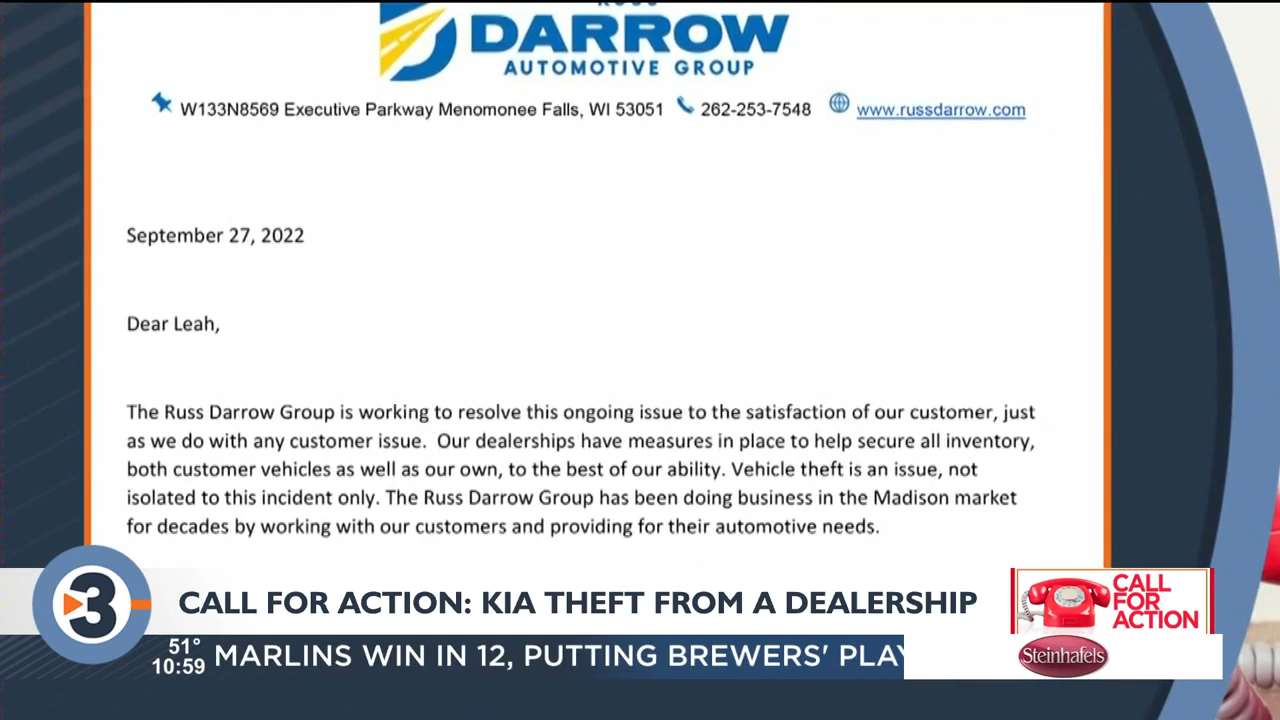 DARROW
AUTOMOTIVE GROUP
W133N8569 Executive Parkway Menomonee Falls, WI 53051 262-253-7548 www.russdarrow.com
September 27, 2022
Dear Leah,
The Russ Darrow Group is working to resolve this ongoing issue to the satisfaction of our customer, just
as we do with any customer issue. Our dealerships have measures in place to help secure all inventory,
both customer vehicles as well as our own, to the best of our ability. Vehicle theft is an issue, not
isolated to this incident only. The Russ Darrow Group has been doing business in the Madison market
for decades by working with our customers and providing for their automotive needs.
3
CALL FOR ACTION: KIA THEFT FROM A DEALERSHIP
CALL
FOR
ACTION
51°
10:59
MARLINS WIN IN 12, PUTTING BREWERS' PLAY
Steinhafels